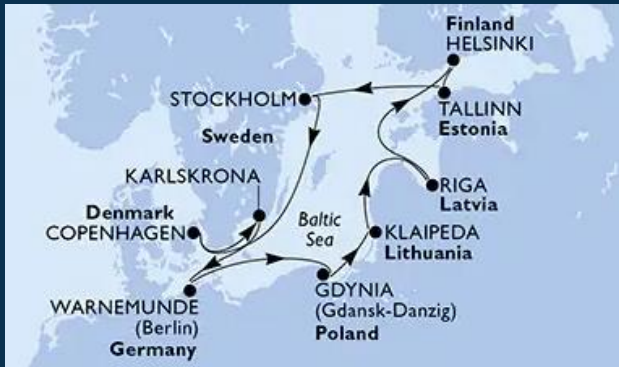 Finland
HELSINKI
STOCKHOLM
TALLINN
Estonia
Sweden
KARLSKRONA
RIGA
Latvia
Denmark
COPENHAGEN
Baltic
Sea
KLAIPEDA
Lithuania
GDYNIA
(Gdansk-Danzig)
Poland
WARNEMUNDE
(Berlin)
Germany